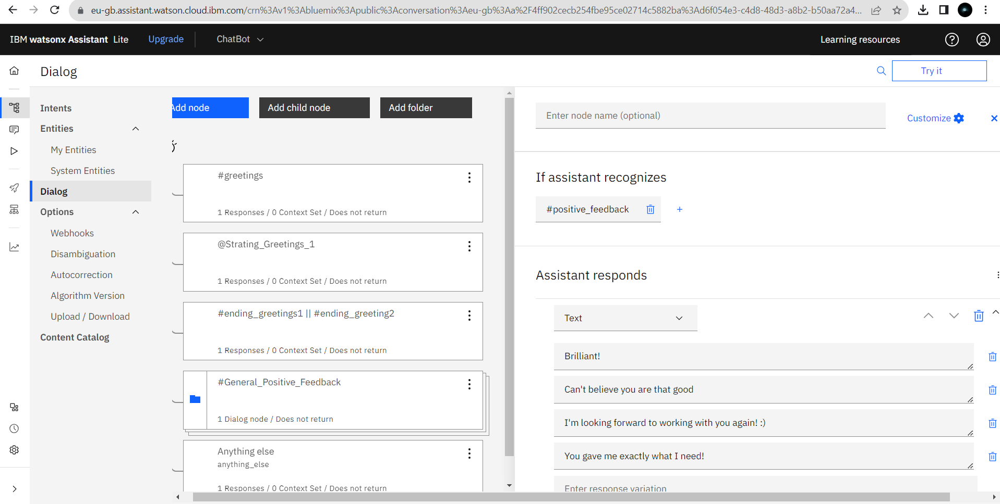 eu-gb.assistant.watson.cloud.ibm.com/crn%3Av1%3Abluemix%3Apublic%3Aconversation%3Aeu-gb%3Aa%2F4ff902cecb254fbe95ce02714c5882ba%3Ad6f054e3-c4d8-48d3-a8b2-b50aa72a4...
IBM watsonx Assistant Lite Upgrade ChatBot Learning resources
Dialog
Try it
Intents
Entities
My Entities
System Entities
Dialog
Options
Webhooks
Disambiguation
Autocorrection
Algorithm Version
Upload / Download
Content Catalog
Add node Add child node Add folder
#greetings
1 Responses / 0 Context Set / Does not return
@Strating_Greetings_1
1 Responses / 0 Context Set / Does not return
#ending_greetings1 || #ending_greeting2
1 Responses / 0 Context Set / Does not return
#General_Positive_Feedback
1 Dialog node / Does not return
Anything else
anything_else
1 Responses / 0 Context Set / Does not return
Enter node name (optional)
Customize
If assistant recognizes
#positive_feedback
Assistant responds
Text
Brilliant!
Can't believe you are that good
I'm looking forward to working with you again! :)
You gave me exactly what I need!
Enter response variation